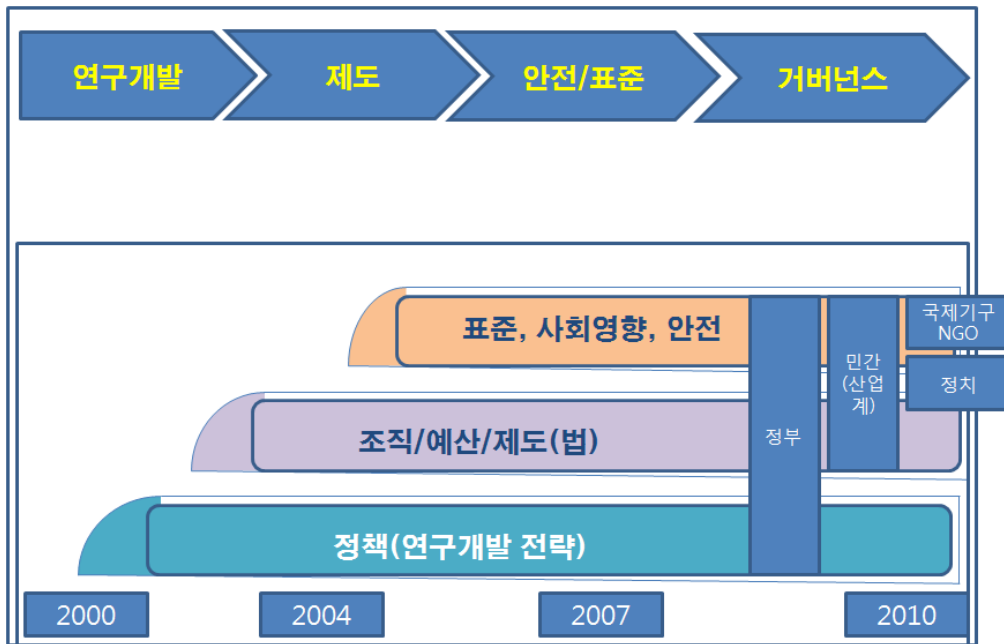 연구개발
제도
안전/표준
거버넌스
표준, 사회영향, 안전
조직/예산/제도(법)
정책(연구개발 전략)
정부
민간
(산업
계)
국제기구
NGO
정치
2000
2004
2007
2010